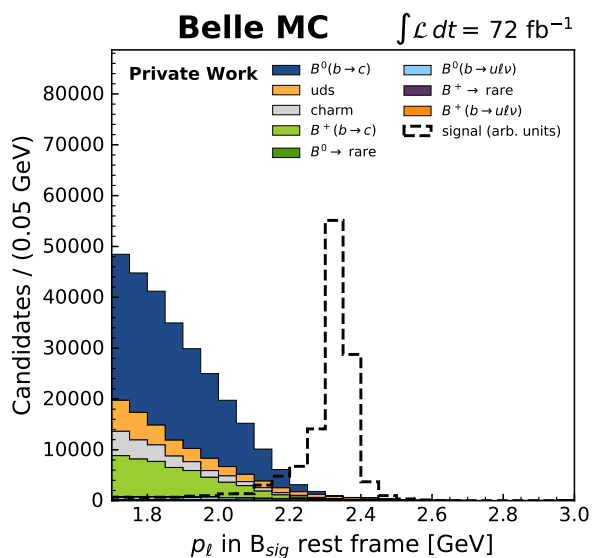 Belle MC
∫ℒ dt = 72 fb⁻¹
Private Work
B⁰(b→c)
uds
charm
B⁺(b→c)
B⁰→ rare
B⁰(b→uℓν)
B⁺→ rare
B⁺(b→uℓν)
signal (arb. units)
Candidates / (0.05 GeV)
80000
70000
60000
50000
40000
30000
20000
10000
0
1.8 2.0 2.2 2.4 2.6 2.8 3.0
pℓ in B_sig rest frame [GeV]